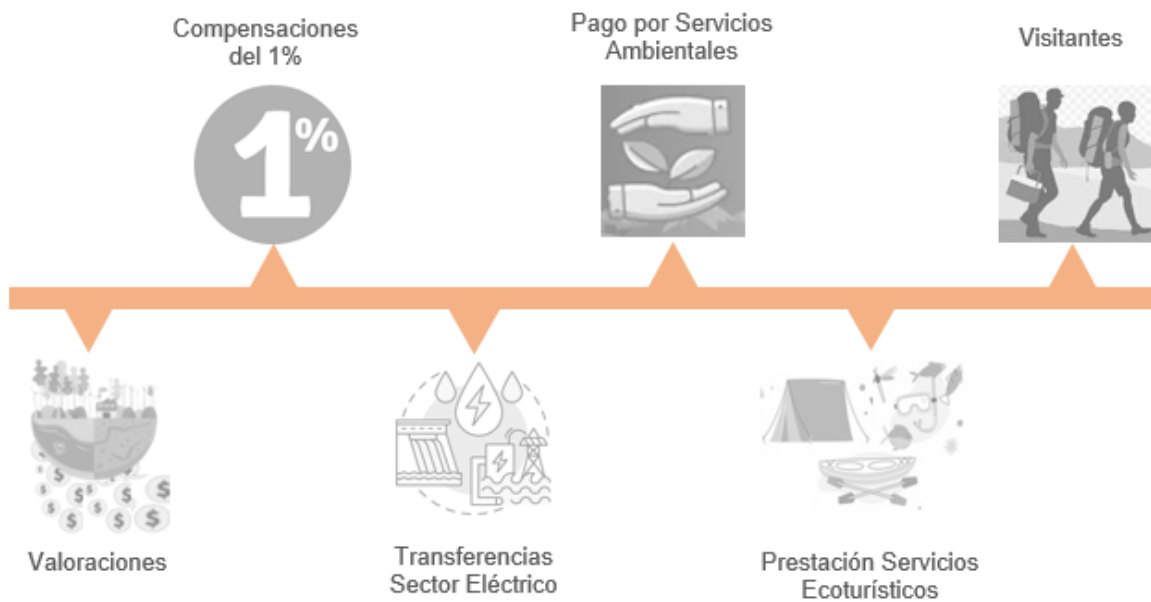 Compensaciones
del 1%
1%
Pago por Servicios
Ambientales
Visitantes
$ $ $ $ $ $ $ $ $ $ $
Valoraciones
Transferencias
Sector Eléctrico
Prestación Servicios
Ecoturísticos